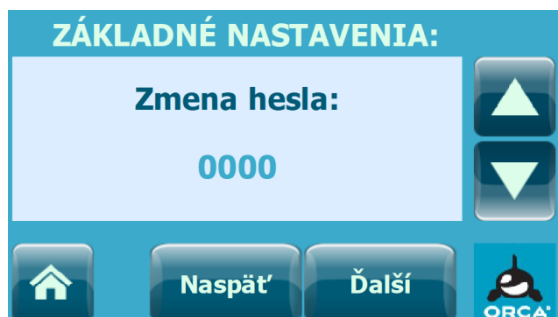 ZÁKLADNÉ NASTAVENIA:
Zmena hesla:
0000
Naspäť Ďalší
ORCA